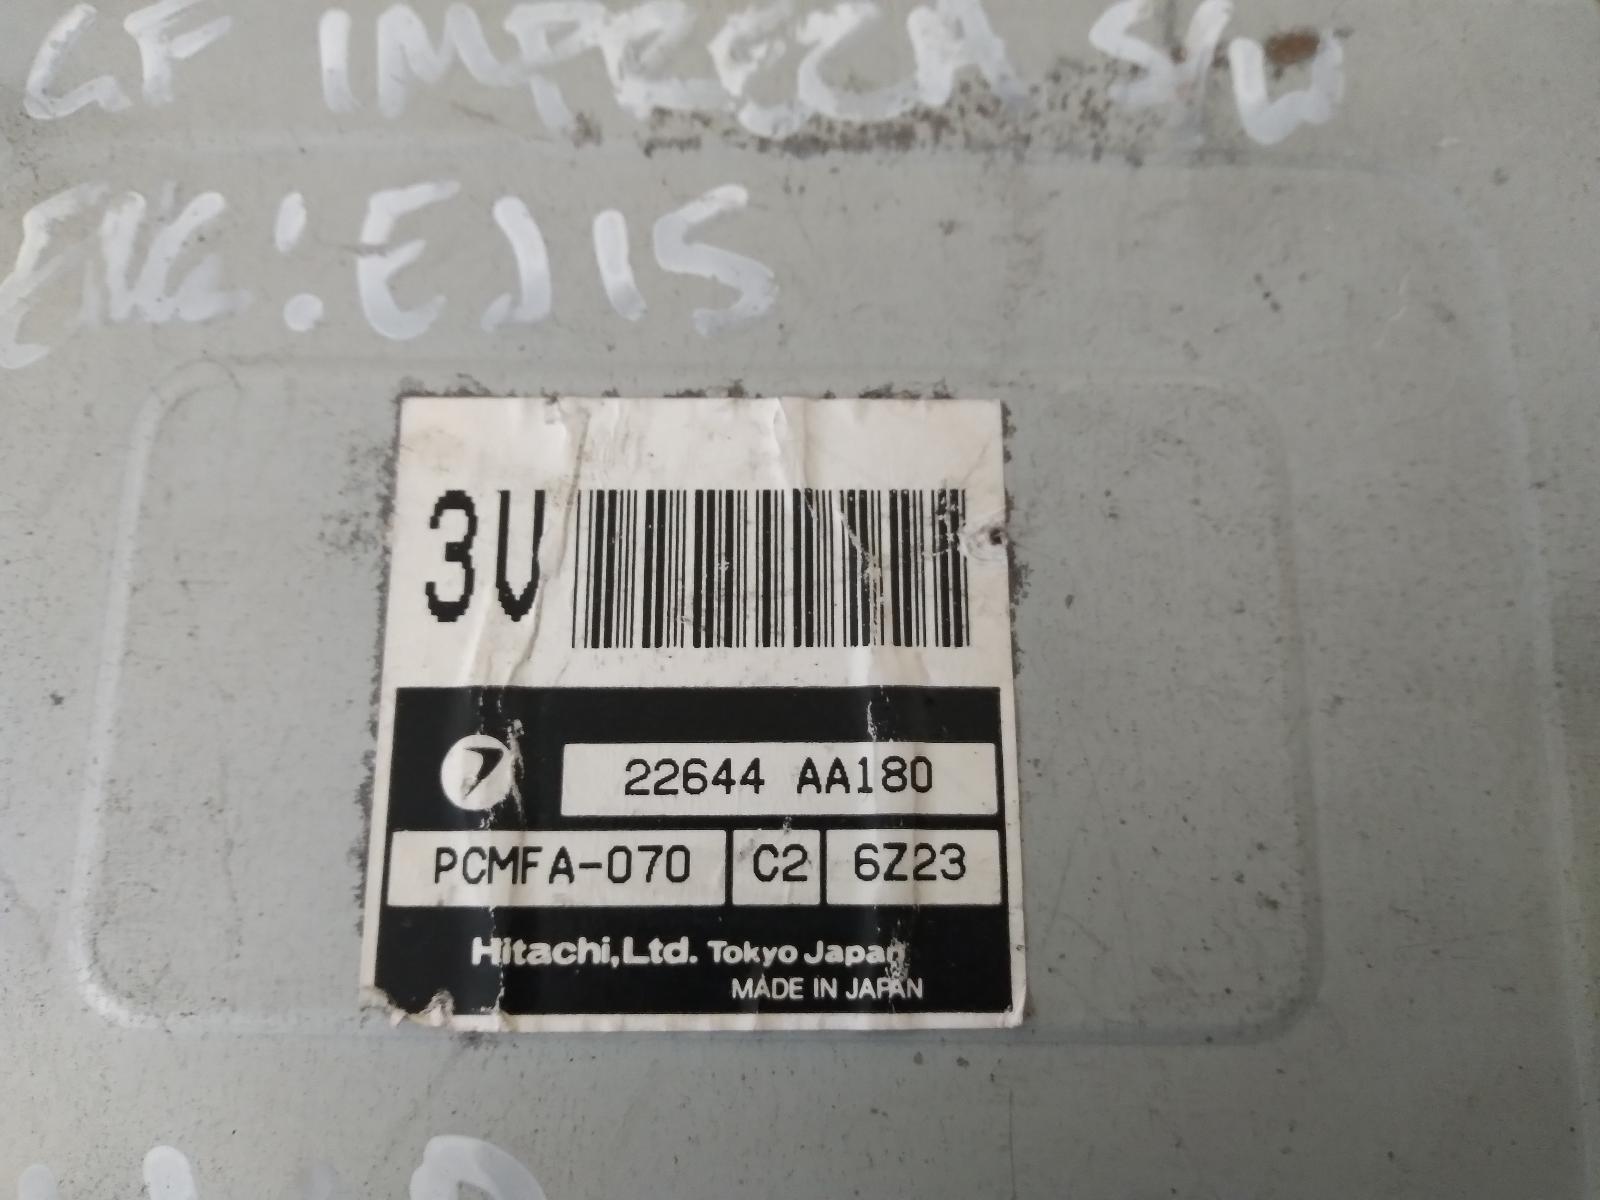 GF IMPREZA S/W
ENG: EJ15
3V
22644 AA180
PCMFA-070 C2 6Z23
Hitachi,Ltd. Tokyo Japan
MADE IN JAPAN